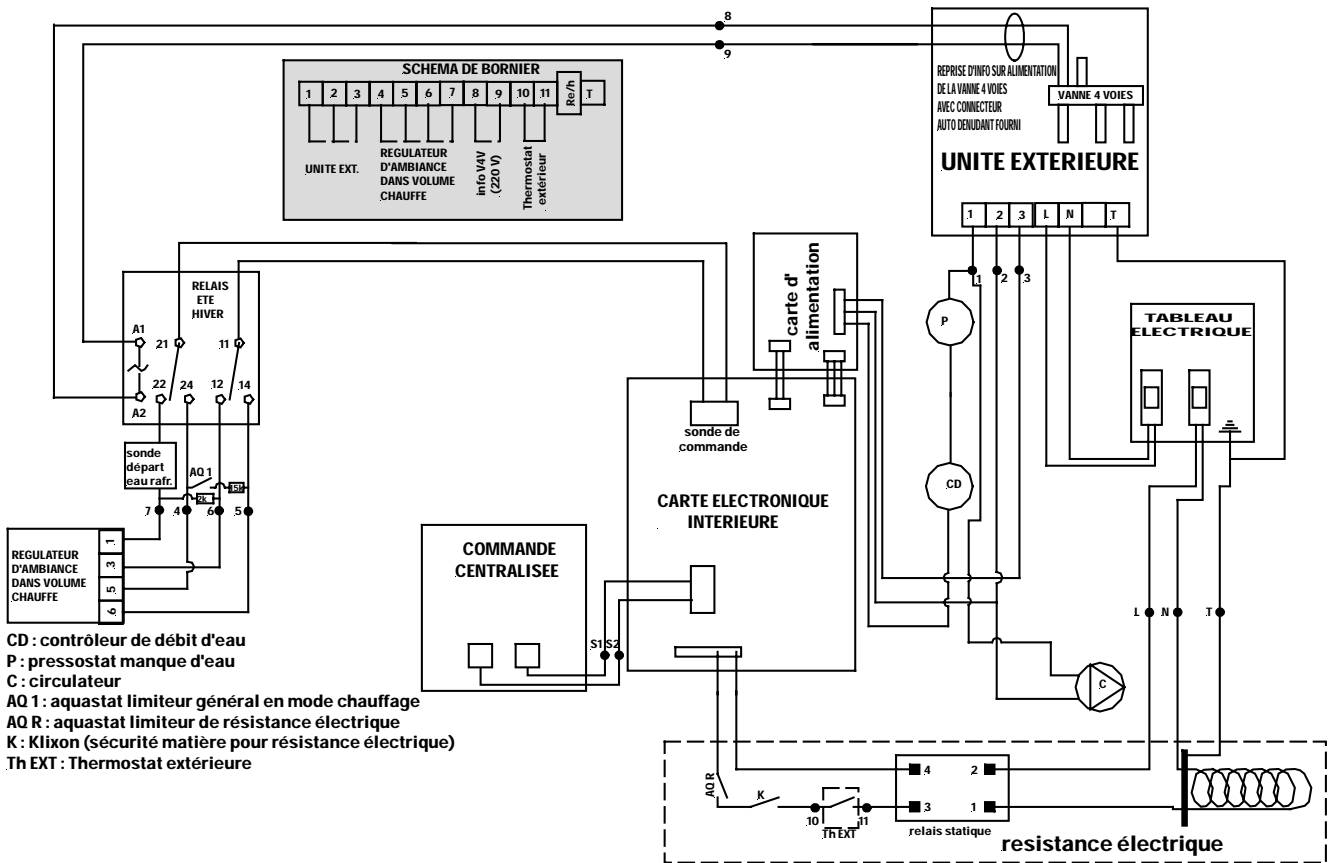 8
9
SCHEMA DE BORNIER
1 2 3 4 5 6 7 8 9 10 11 Re/h T
UNITE EXT.
REGULATEUR
D'AMBIANCE
DANS VOLUME
CHAUFFE
info V4V
(220 V)
Thermostat
extérieur
REPRISE D'INFO SUR ALIMENTATION
DE LA VANNE 4 VOIES
AVEC CONNECTEUR
AUTO DENUDANT FOURNI
VANNE 4 VOIES
UNITE EXTERIEURE
1 2 3 L N T
1 2 3
RELAIS
ETE
HIVER
A1
21
11
22 24 12 14
A2
sonde
départ
eau rafr.
AQ 1
15k
2k
7 4 6 5
REGULATEUR
D'AMBIANCE
DANS VOLUME
CHAUFFE
1
3
5
6
carte d'
alimentation
P
CD
TABLEAU
ELECTRIQUE
sonde de
commande
CARTE ELECTRONIQUE
INTERIEURE
COMMANDE
CENTRALISEE
S1 S2
L N T
C
CD : contrôleur de débit d'eau
P : pressostat manque d'eau
C : circulateur
AQ 1 : aquastat limiteur général en mode chauffage
AQ R : aquastat limiteur de résistance électrique
K : Klixon (sécurité matière pour résistance électrique)
Th EXT : Thermostat extérieure
AQ R
K
10
11
Th EXT
4 2
3 1
relais statique
resistance électrique